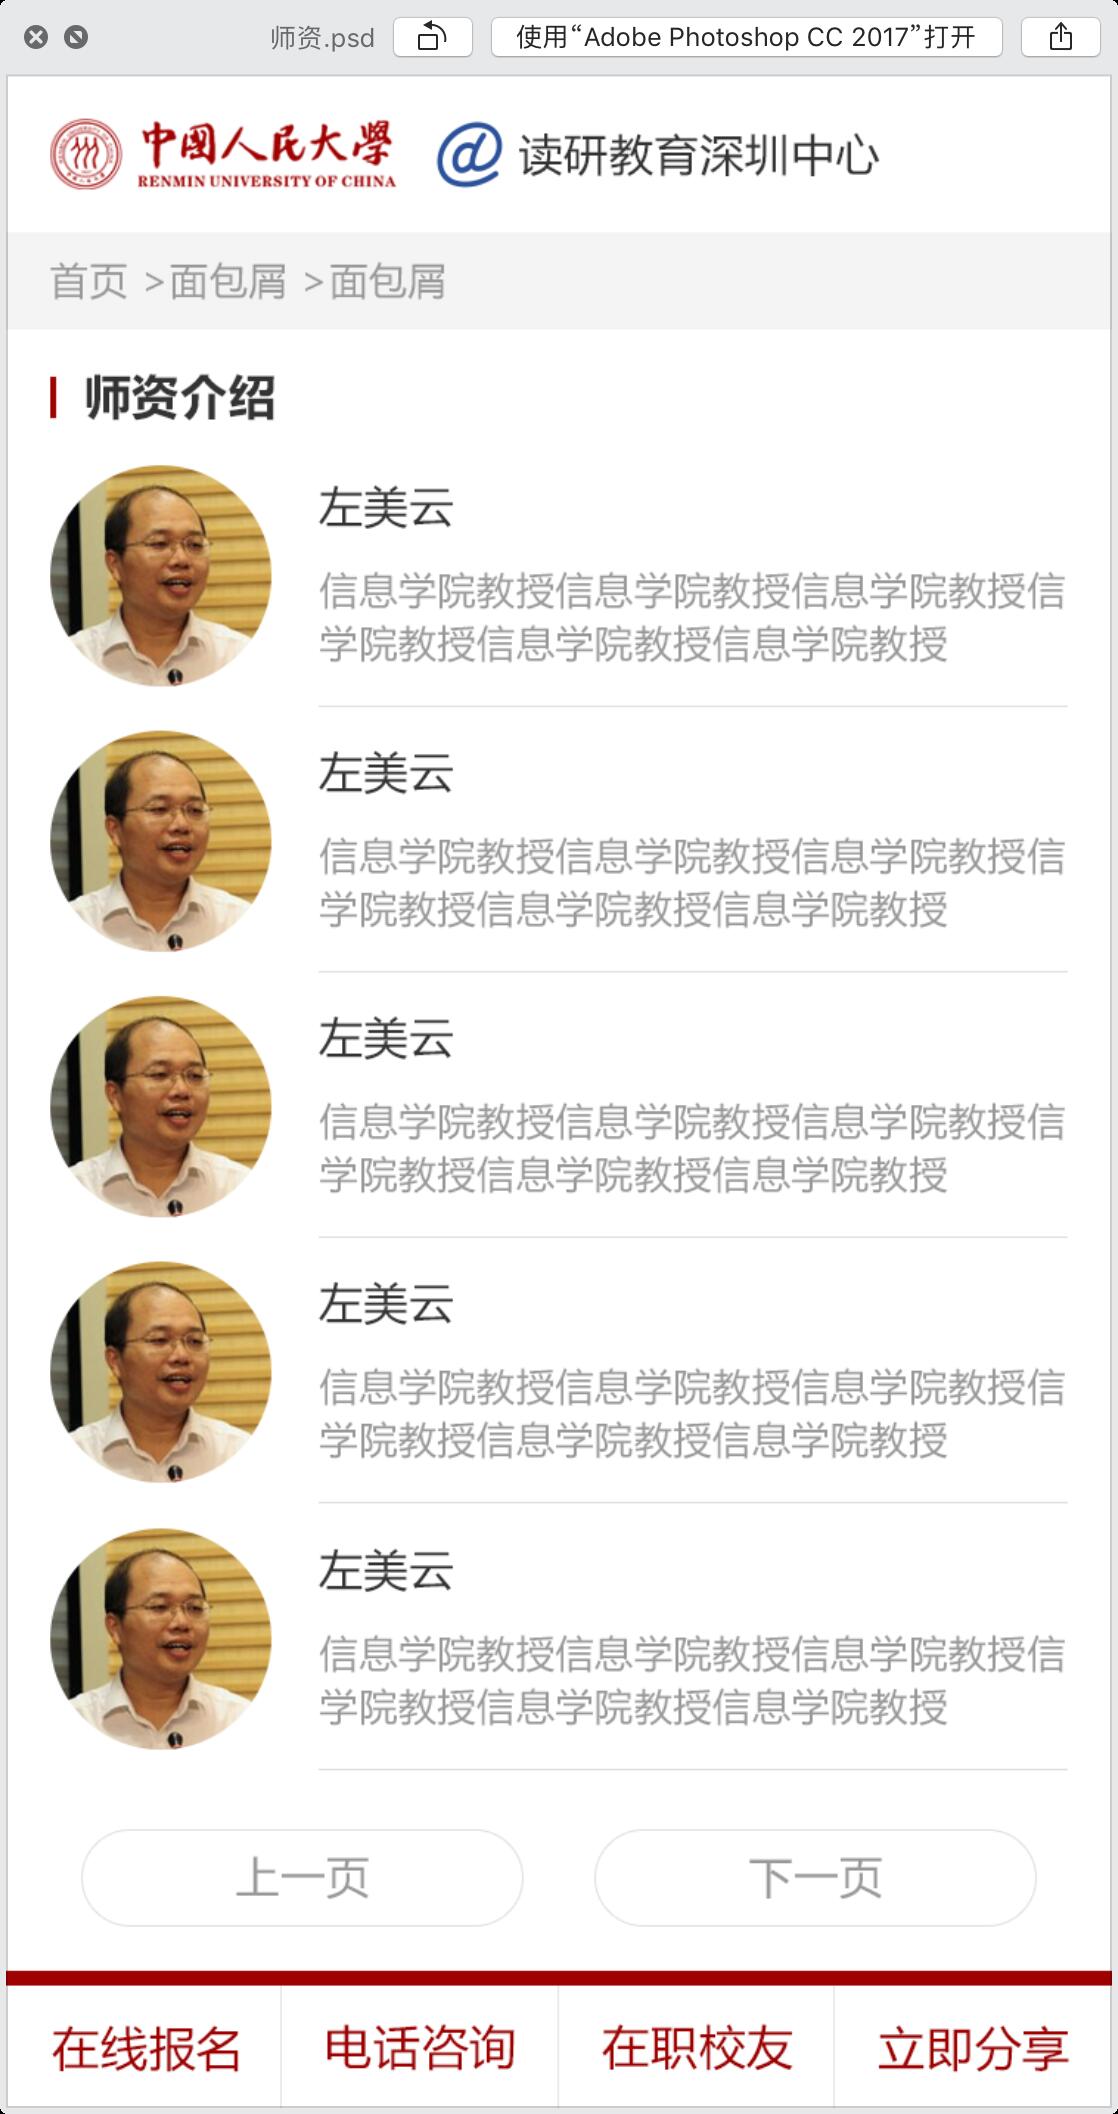 师资.psd
使用“Adobe Photoshop CC 2017”打开
中國人民大學
RENMIN UNIVERSITY OF CHINA
@ 读研教育深圳中心
首页 >面包屑 >面包屑
师资介绍
左美云
信息学院教授信息学院教授信息学院教授信
学院教授信息学院教授信息学院教授
左美云
信息学院教授信息学院教授信息学院教授信
学院教授信息学院教授信息学院教授
左美云
信息学院教授信息学院教授信息学院教授信
学院教授信息学院教授信息学院教授
左美云
信息学院教授信息学院教授信息学院教授信
学院教授信息学院教授信息学院教授
左美云
信息学院教授信息学院教授信息学院教授信
学院教授信息学院教授信息学院教授
上一页
下一页
在线报名
电话咨询
在职校友
立即分享